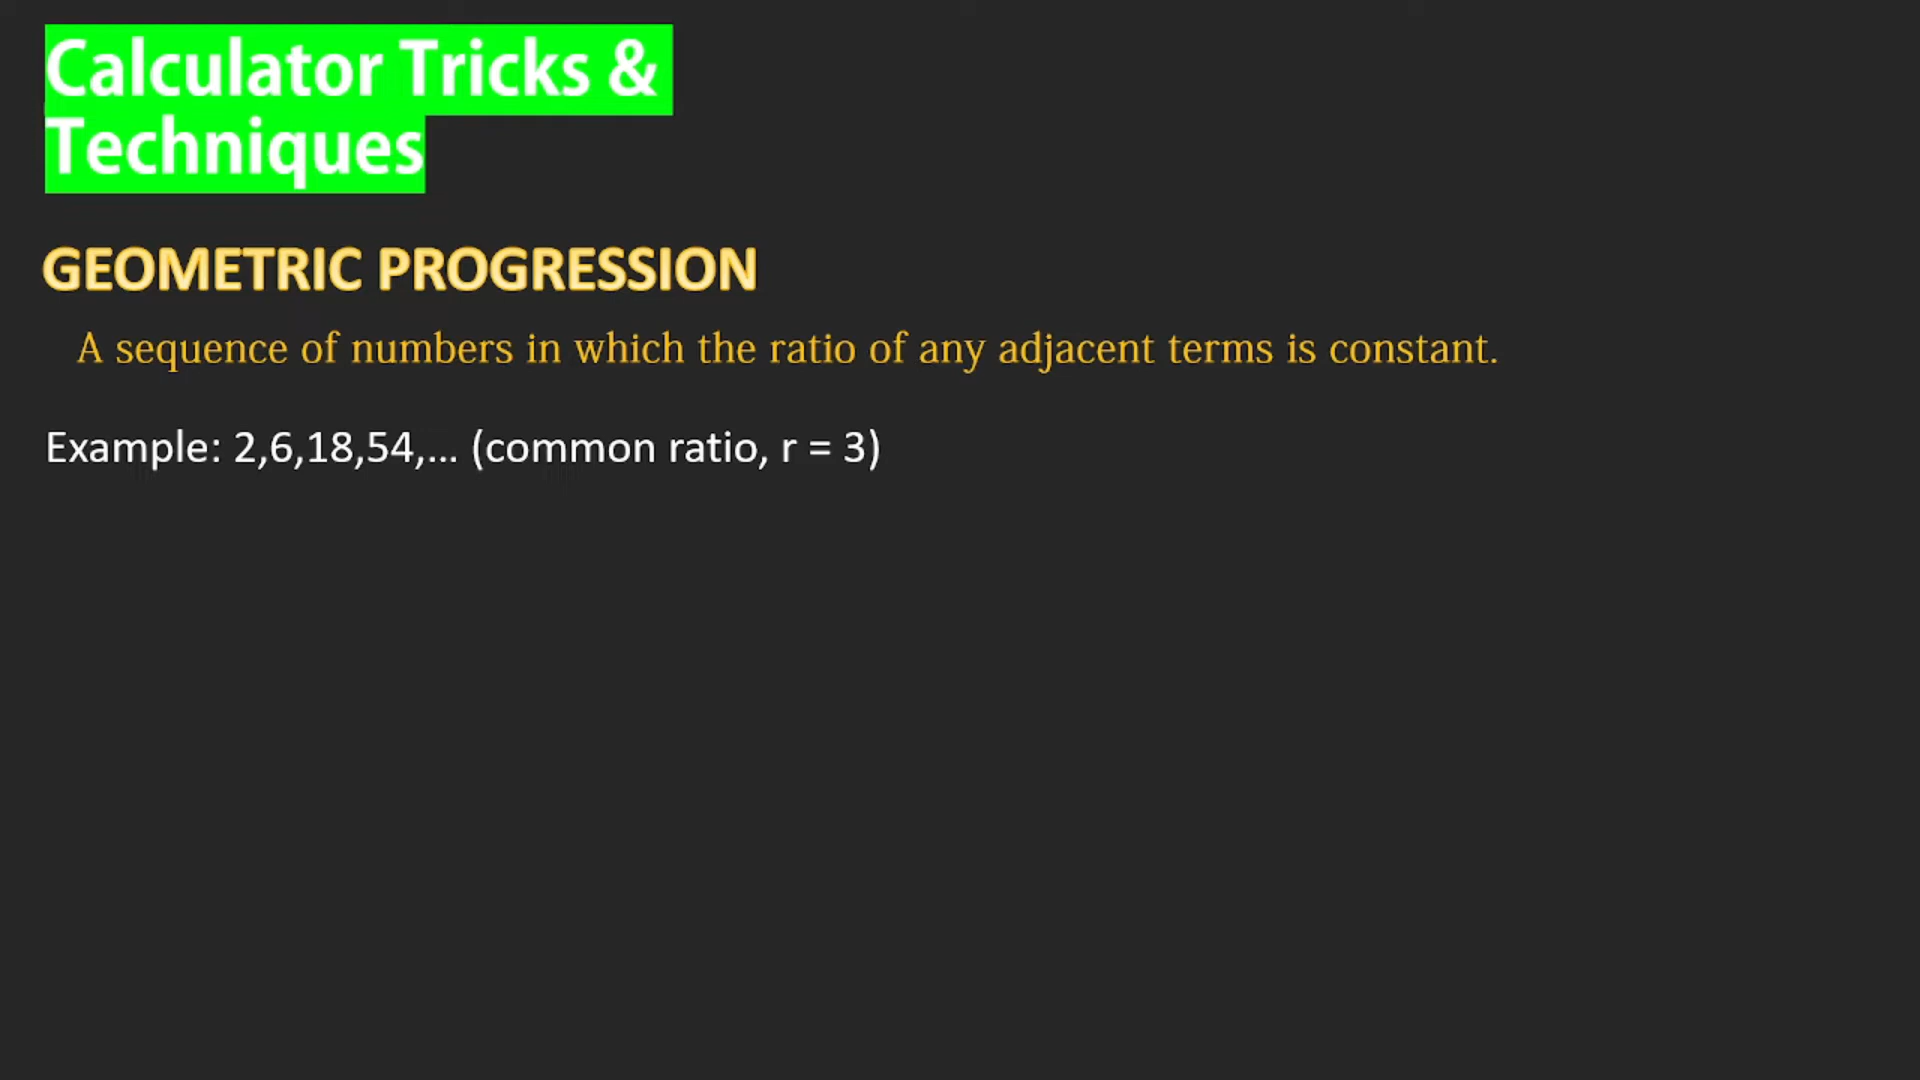 Calculator Tricks &
Techniques
GEOMETRIC PROGRESSION
A sequence of numbers in which the ratio of any adjacent terms is constant.
Example: 2,6,18,54,... (common ratio, r = 3)